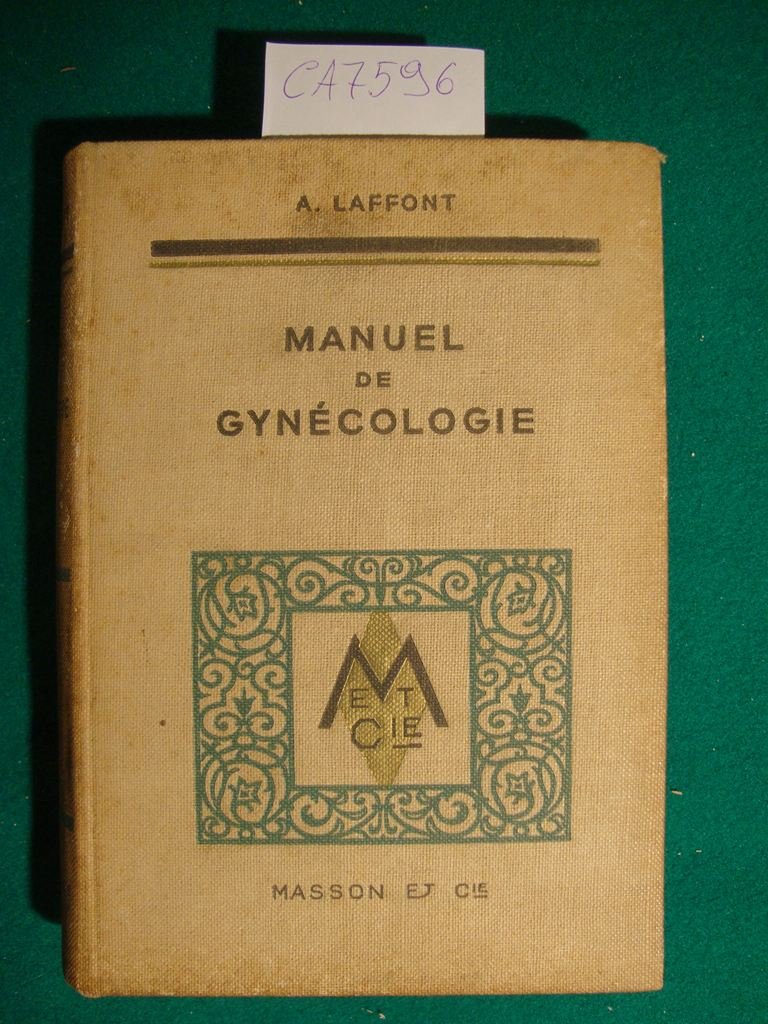 CA7596
A. LAFFONT
MANUEL
DE
GYNÉCOLOGIE
M
ET
CIE
MASSON ET CIE